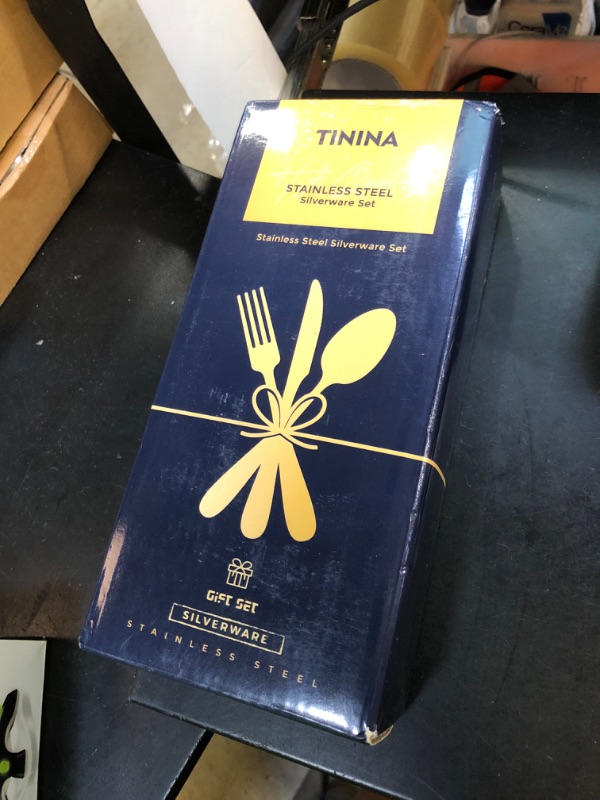 TININA
STAINLESS STEEL
Silverware Set
Stainless Steel Silverware Set
GIFT SET
SILVERWARE
STAINLESS STEEL